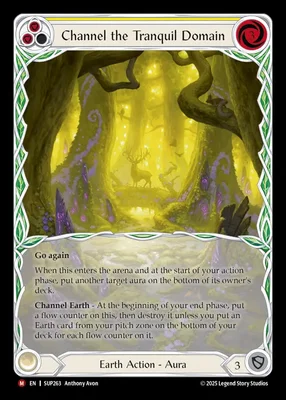 Channel the Tranquil Domain
Go again
When this enters the arena and at the start of your action
phase, put another target aura on the bottom of its owner's
deck.
Channel Earth - At the beginning of your end phase, put
a flow counter on this, then destroy it unless you put an
Earth card from your pitch zone on the bottom of your
deck for each flow counter on it.
Earth Action - Aura
3
M EN | SUP263 Anthony Avon
© 2025 Legend Story Studios